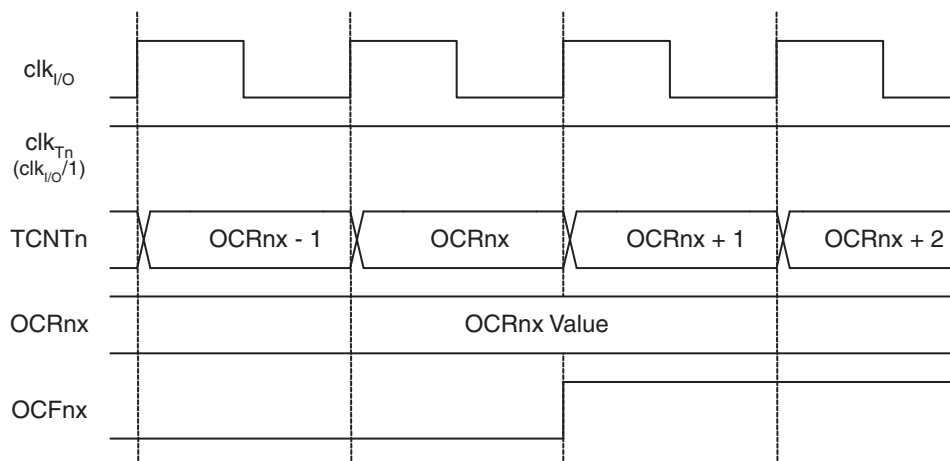 clkI/O
clkTn
(clkI/O/1)
TCNTn OCRnx - 1 OCRnx OCRnx + 1 OCRnx + 2
OCRnx OCRnx Value
OCFnx